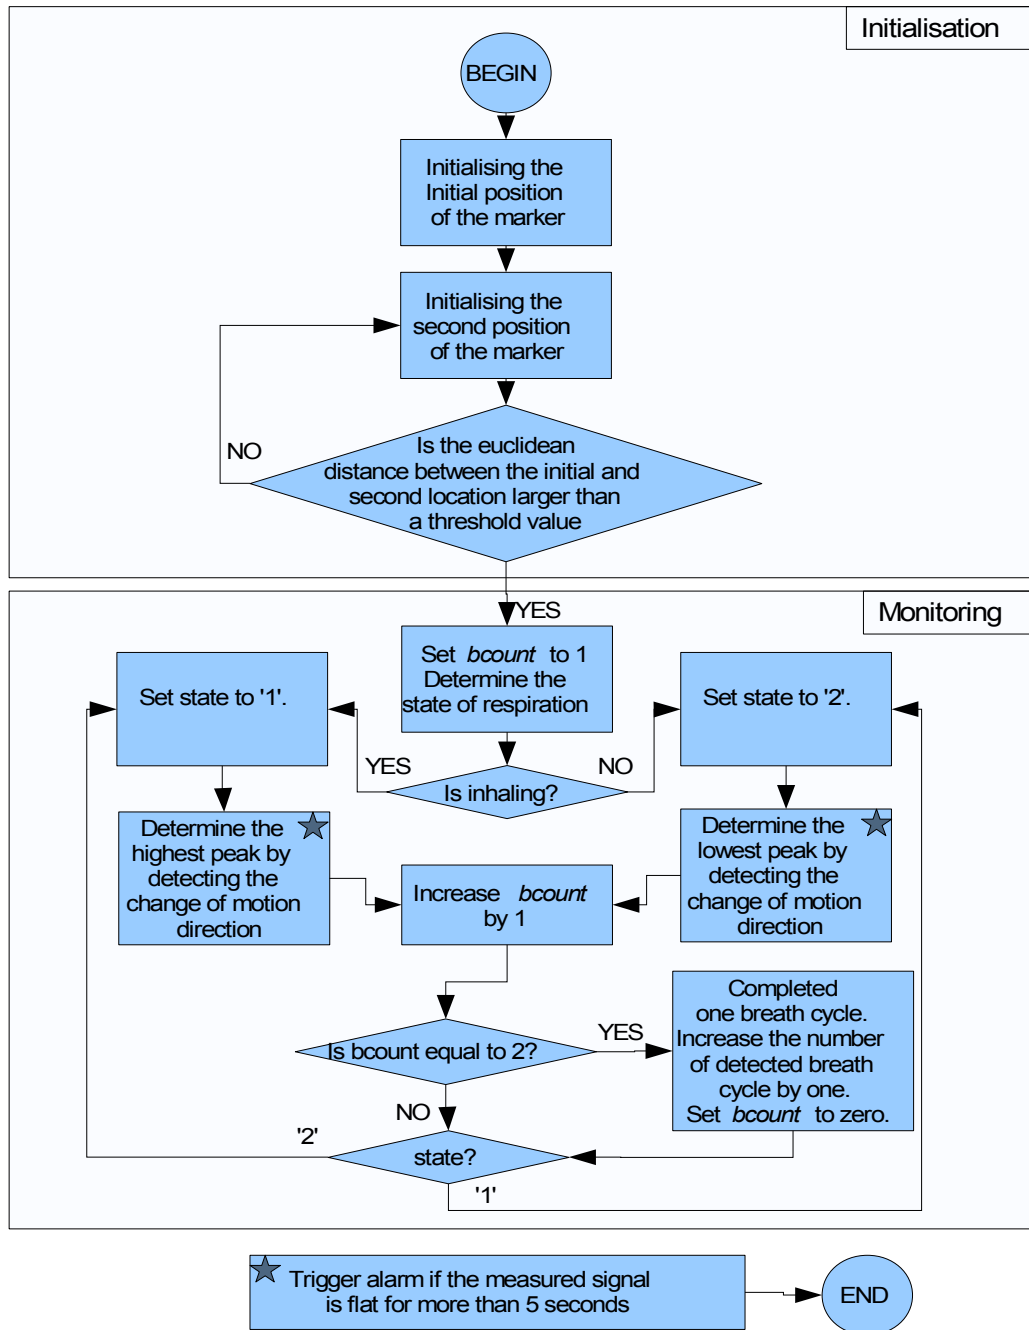 Initialisation
BEGIN
Initialising the
Initial position
of the marker
Initialising the
second position
of the marker
NO
Is the euclidean
distance between the initial and
second location larger than
a threshold value
YES
Monitoring
Set bcount to 1
Determine the
state of respiration
Set state to '1'.
Set state to '2'.
YES
NO
Is inhaling?
Determine the
highest peak by
detecting the
change of motion
direction
Increase bcount
by 1
Determine the
lowest peak by
detecting the
change of motion
direction
Is bcount equal to 2?
YES
Completed
one breath cycle.
Increase the number
of detected breath
cycle by one.
Set bcount to zero.
NO
'2'
state?
'1'
Trigger alarm if the measured signal
is flat for more than 5 seconds
END